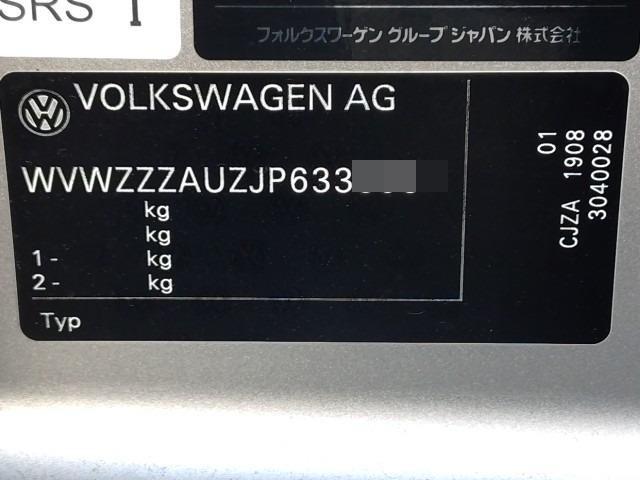 SRS I
フォルクスワーゲン グループ ジャパン 株式会社
VOLKSWAGEN AG
WVWZZZAUZJP633
kg
kg
1 - kg
2 - kg
Typ
01
CJZA 1908
3040028